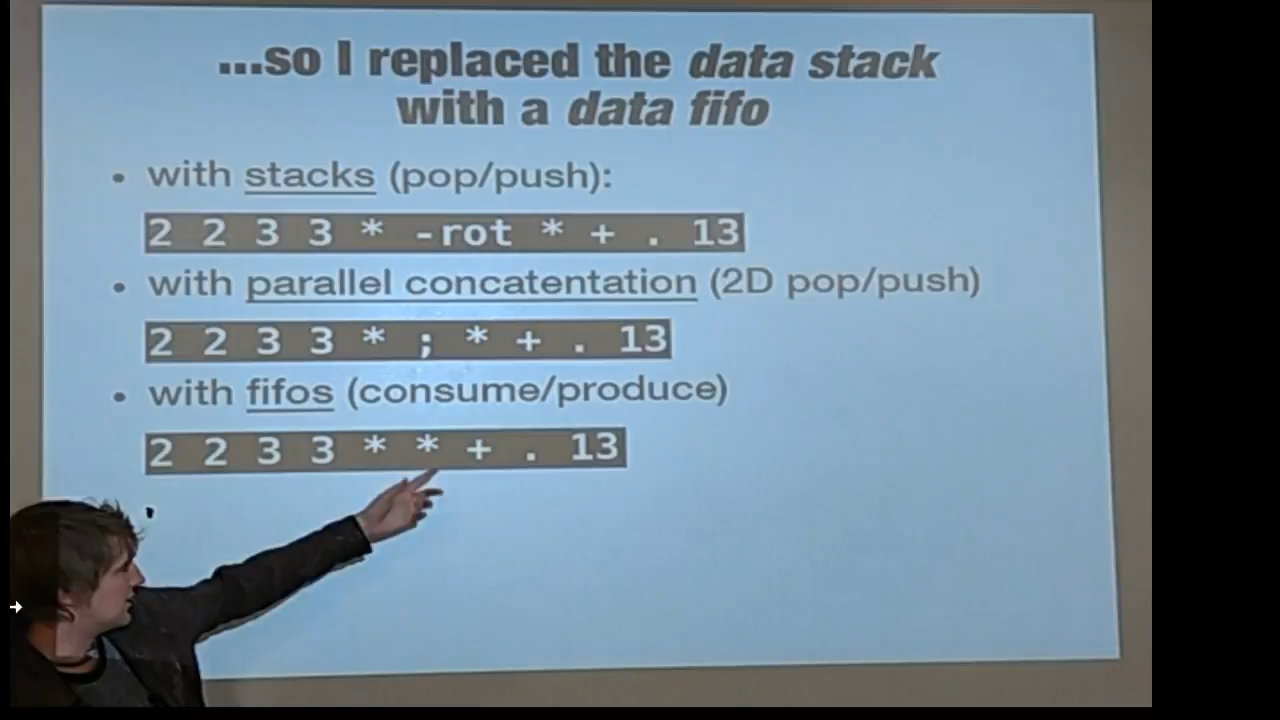 ...so I replaced the data stack
with a data fifo
• with stacks (pop/push):
2 2 3 3 * -rot * + . 13
• with parallel concatentation (2D pop/push)
2 2 3 3 * ; * + . 13
• with fifos (consume/produce)
2 2 3 3 * * + . 13